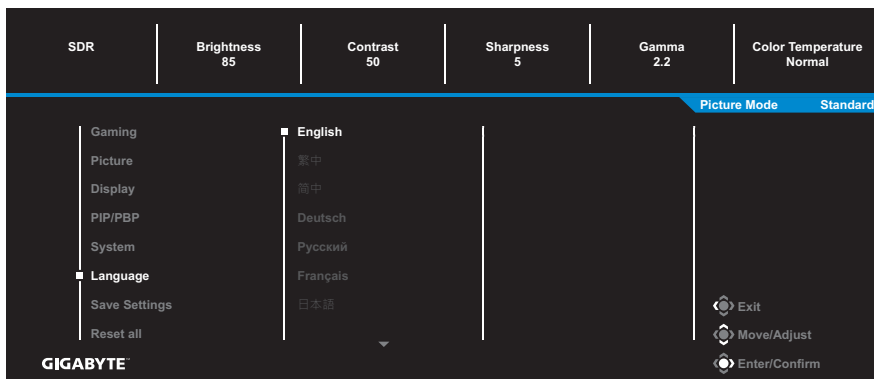 SDR
Brightness
85
Contrast
50
Sharpness
5
Gamma
2.2
Color Temperature
Normal
Picture Mode Standard
Gaming
Picture
Display
PIP/PBP
System
Language
Save Settings
Reset all
English
繁中
简中
Deutsch
Русский
Français
日本語
Exit
Move/Adjust
Enter/Confirm
GIGABYTE™